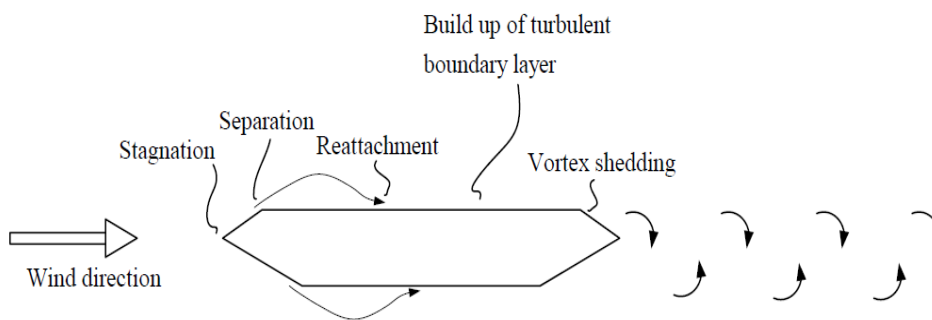 Build up of turbulent
boundary layer
Separation
Stagnation
Reattachment
Vortex shedding
Wind direction